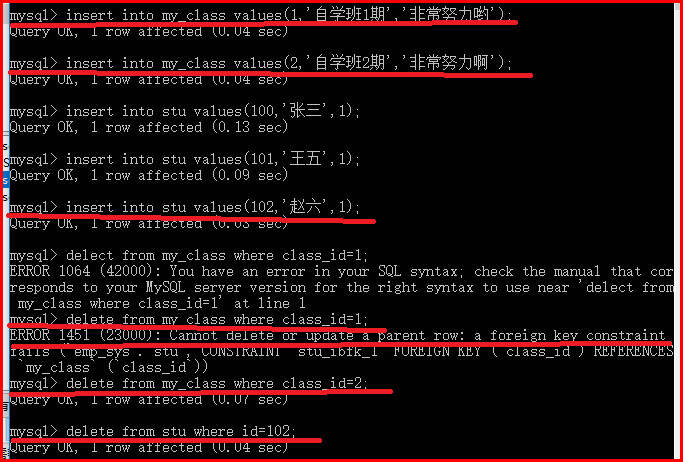 mysql> insert into my_class values(1,'自学班1期','非常努力哟');
Query OK, 1 row affected (0.04 sec)
mysql> insert into my_class values(2,'自学班2期','非常努力啊');
Query OK, 1 row affected (0.04 sec)
mysql> insert into stu values(100,'张三',1);
Query OK, 1 row affected (0.13 sec)
mysql> insert into stu values(101,'王五',1);
Query OK, 1 row affected (0.09 sec)
mysql> insert into stu values(102,'赵六',1);
Query OK, 1 row affected (0.03 sec)
mysql> delect from my_class where class_id=1;
ERROR 1064 (42000): You have an error in your SQL syntax; check the manual that cor
responds to your MySQL server version for the right syntax to use near 'delect from
my_class where class_id=1' at line 1
mysql> delete from my_class where class_id=1;
ERROR 1451 (23000): Cannot delete or update a parent row: a foreign key constraint
fails (`emp_sys`.`stu`, CONSTRAINT `stu_ibfk_1` FOREIGN KEY (`class_id`) REFERENCES
`my_class` (`class_id`))
mysql> delete from my_class where class_id=2;
Query OK, 1 row affected (0.07 sec)
mysql> delete from stu where id=102;
Query OK, 1 row affected (0.04 sec)